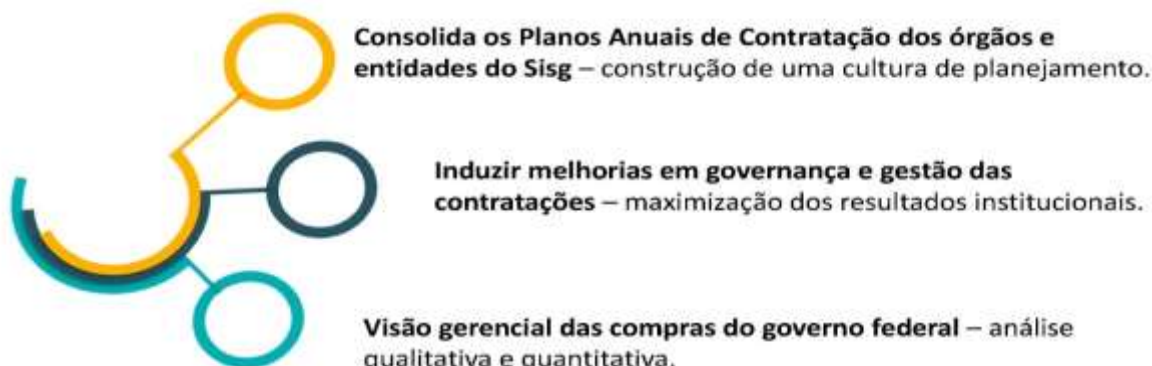 Consolida os Planos Anuais de Contratação dos órgãos e
entidades do Sisg – construção de uma cultura de planejamento.
Induzir melhorias em governança e gestão das
contratações – maximização dos resultados institucionais.
Visão gerencial das compras do governo federal – análise
qualitativa e quantitativa.